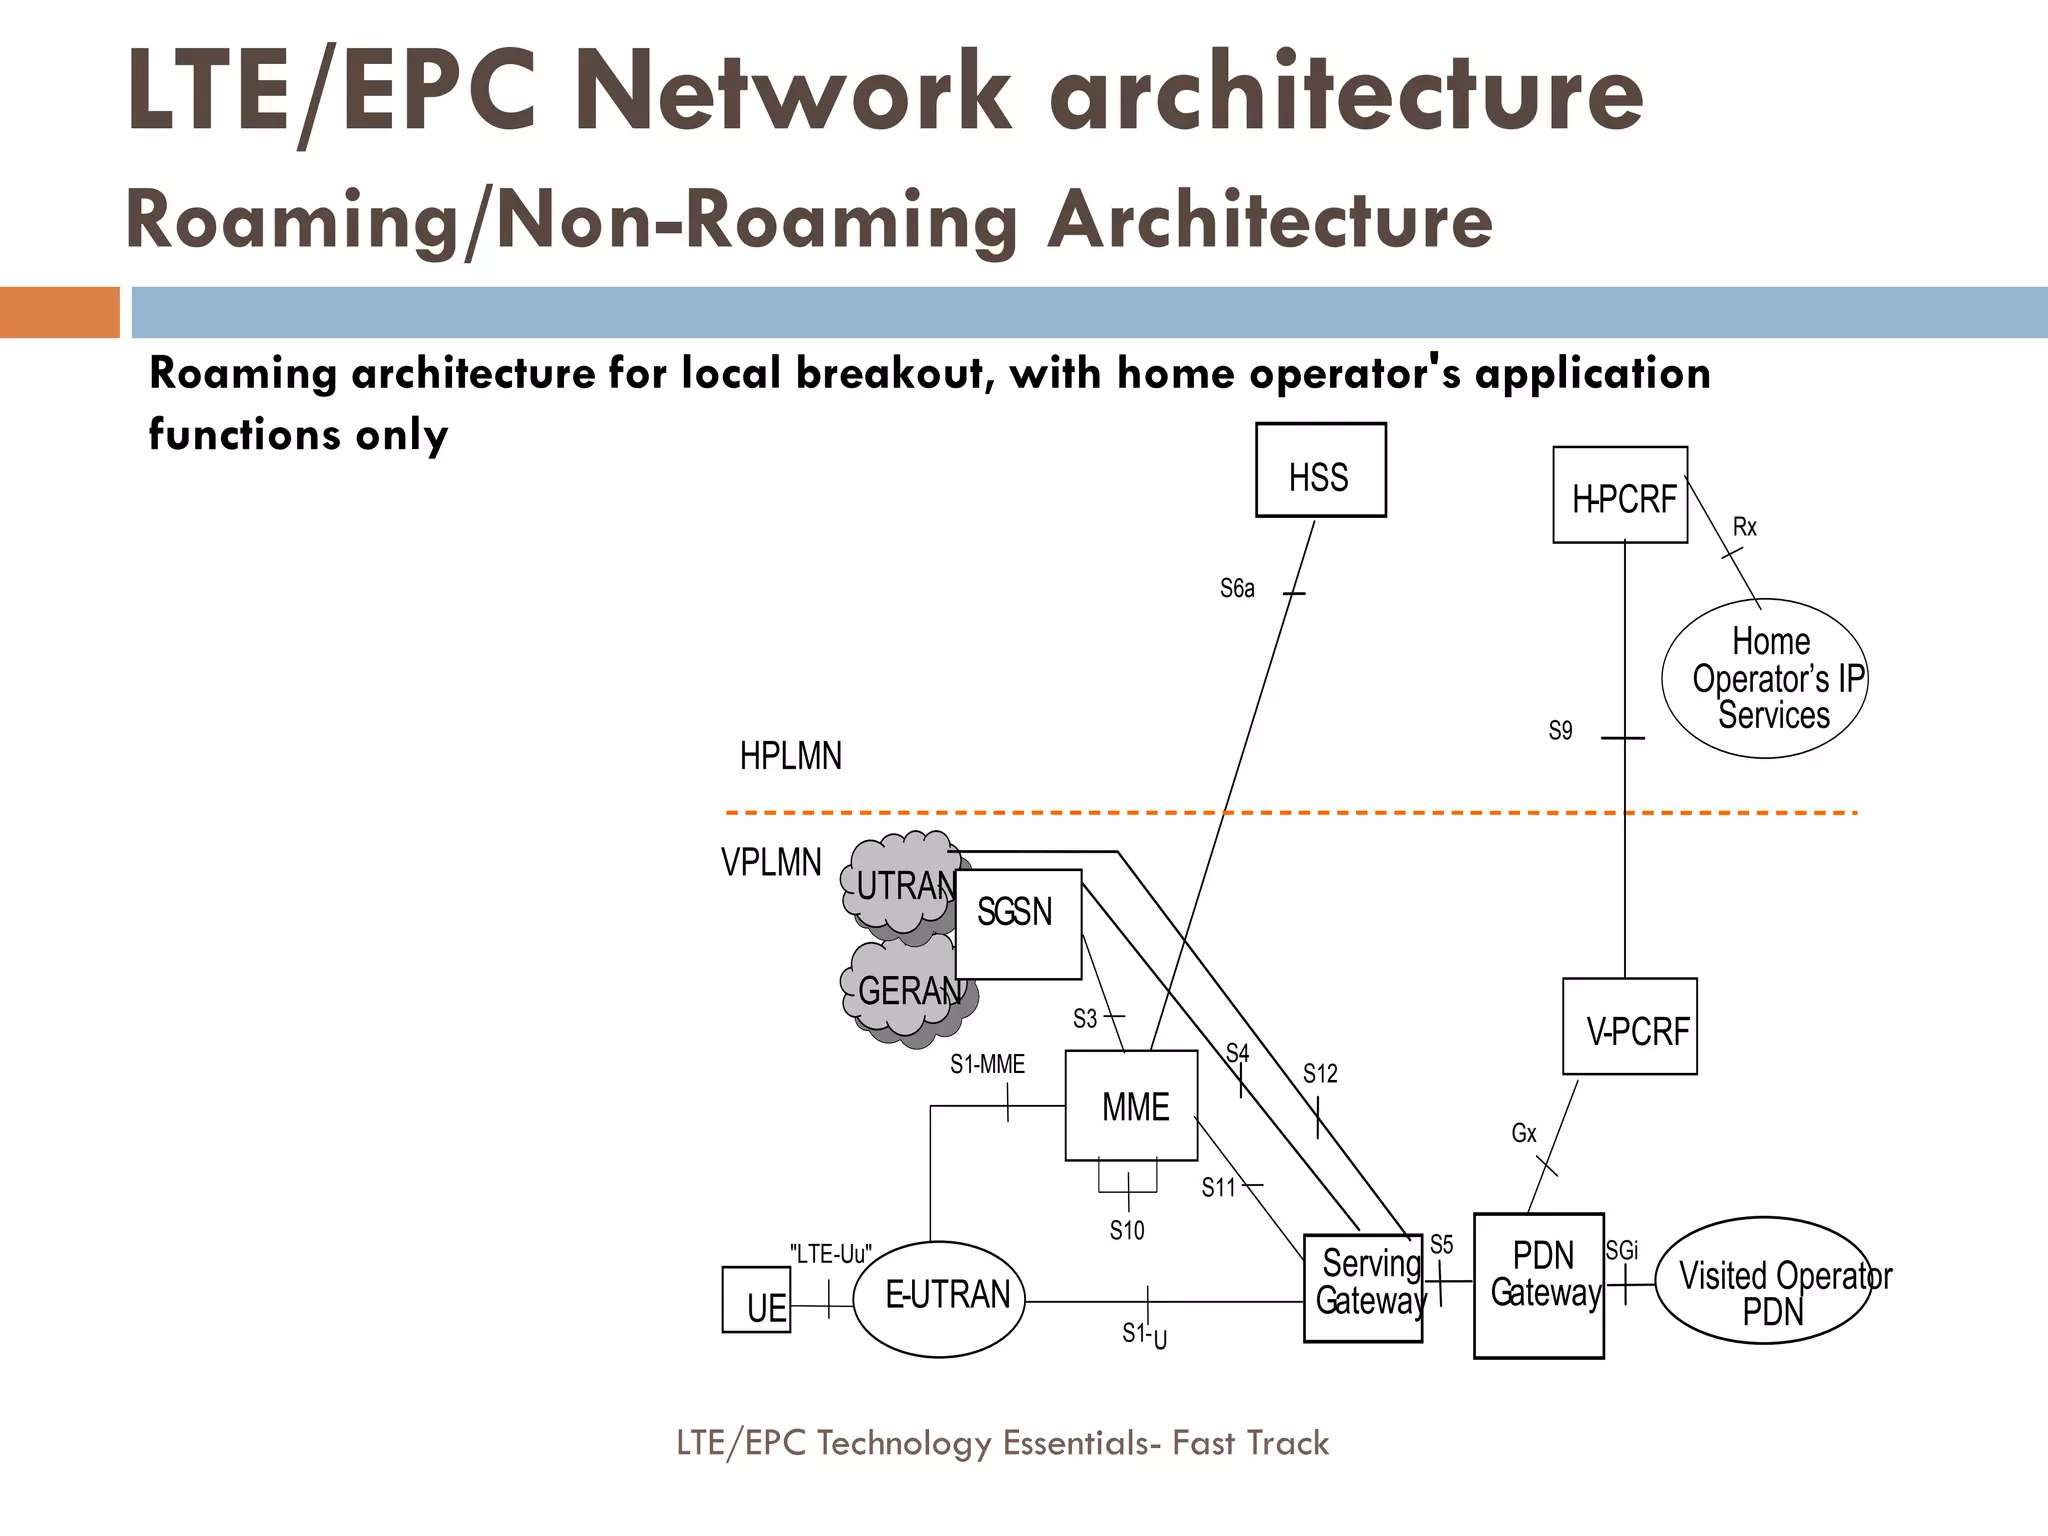 LTE/EPC Network architecture
Roaming/Non-Roaming Architecture
Roaming architecture for local breakout, with home operator's application
functions only
HSS
H-PCRF
Rx
S6a
Home
Operator’s IP
Services
S9
HPLMN
VPLMN
UTRAN
SGSN
GERAN
S3
V-PCRF
S1-MME
S4
S12
MME
Gx
S11
S10
"LTE-Uu"
S5
SGi
UE
E-UTRAN
Serving
Gateway
PDN
Gateway
Visited Operator
PDN
S1-U
LTE/EPC Technology Essentials- Fast Track